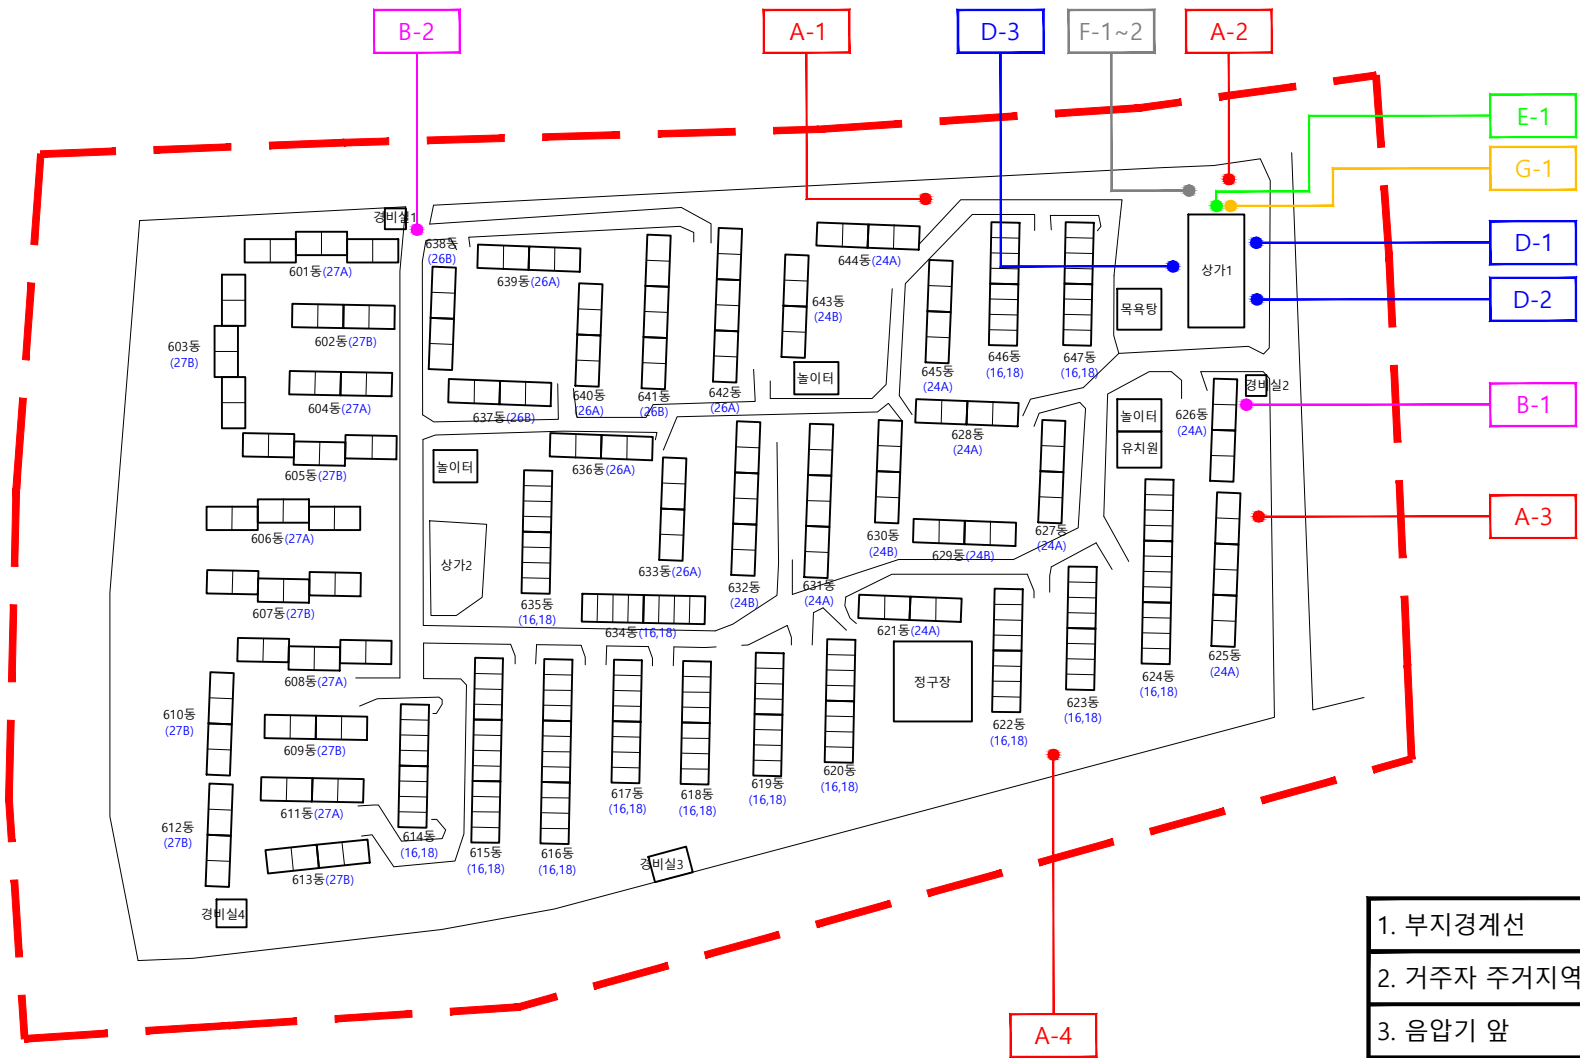 B-2
A-1
D-3
F-1~2
A-2
E-1
G-1
D-1
D-2
B-1
A-3
A-4
경비실1
638동
(26B)
601동(27A)
639동(26A)
644동(24A)
상가1
602동(27B)
643동
(24B)
목욕탕
603동
(27B)
646동
(16,18)
647동
(16,18)
645동
(24A)
놀이터
604동(27A)
640동
(26A)
641동
(26B)
642동
(26A)
637동(26B)
경비실2
놀이터
유치원
626동
(24A)
628동
(24A)
605동(27B)
놀이터
636동(26A)
606동(27A)
630동
(24B)
629동(24B)
627동
(24A)
상가2
633동(26A)
632동
(24B)
631동
(24A)
607동(27B)
635동
(16,18)
634동(16,18)
621동(24A)
608동(27A)
정구장
625동
(24A)
624동
(16,18)
623동
(16,18)
622동
(16,18)
610동
(27B)
609동(27B)
620동
(16,18)
619동
(16,18)
618동
(16,18)
617동
(16,18)
611동(27A)
612동
(27B)
614동
(16,18)
615동
(16,18)
616동
(16,18)
경비실3
613동(27B)
경비실4
1. 부지경계선
2. 거주자 주거지역
3. 음압기 앞